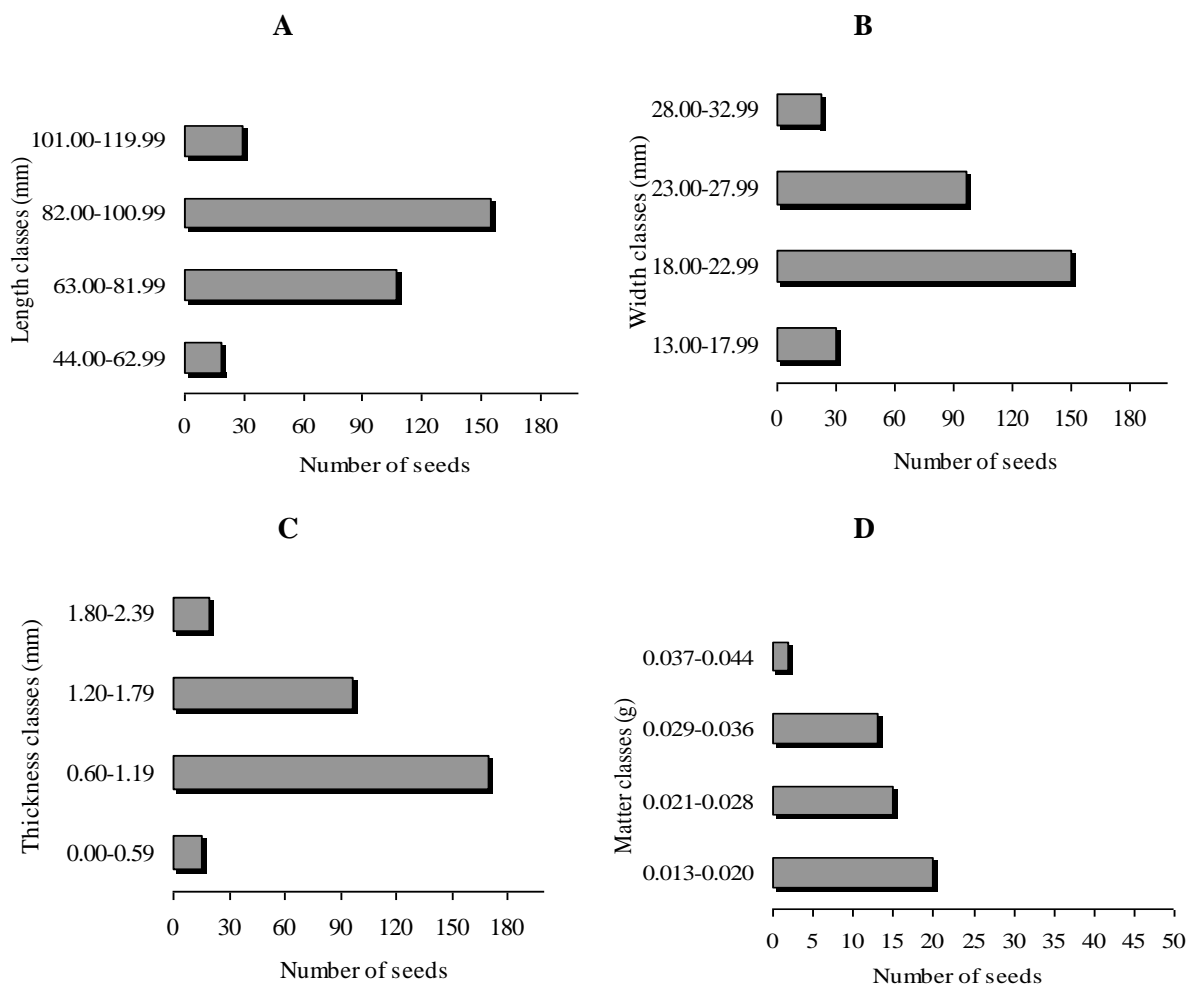 A
Length classes (mm)
101.00-119.99
82.00-100.99
63.00-81.99
44.00-62.99
0 30 60 90 120 150 180
Number of seeds
B
Width classes (mm)
28.00-32.99
23.00-27.99
18.00-22.99
13.00-17.99
0 30 60 90 120 150 180
Number of seeds
C
Thickness classes (mm)
1.80-2.39
1.20-1.79
0.60-1.19
0.00-0.59
0 30 60 90 120 150 180
Number of seeds
D
Matter classes (g)
0.037-0.044
0.029-0.036
0.021-0.028
0.013-0.020
0 5 10 15 20 25 30 35 40 45 50
Number of seeds